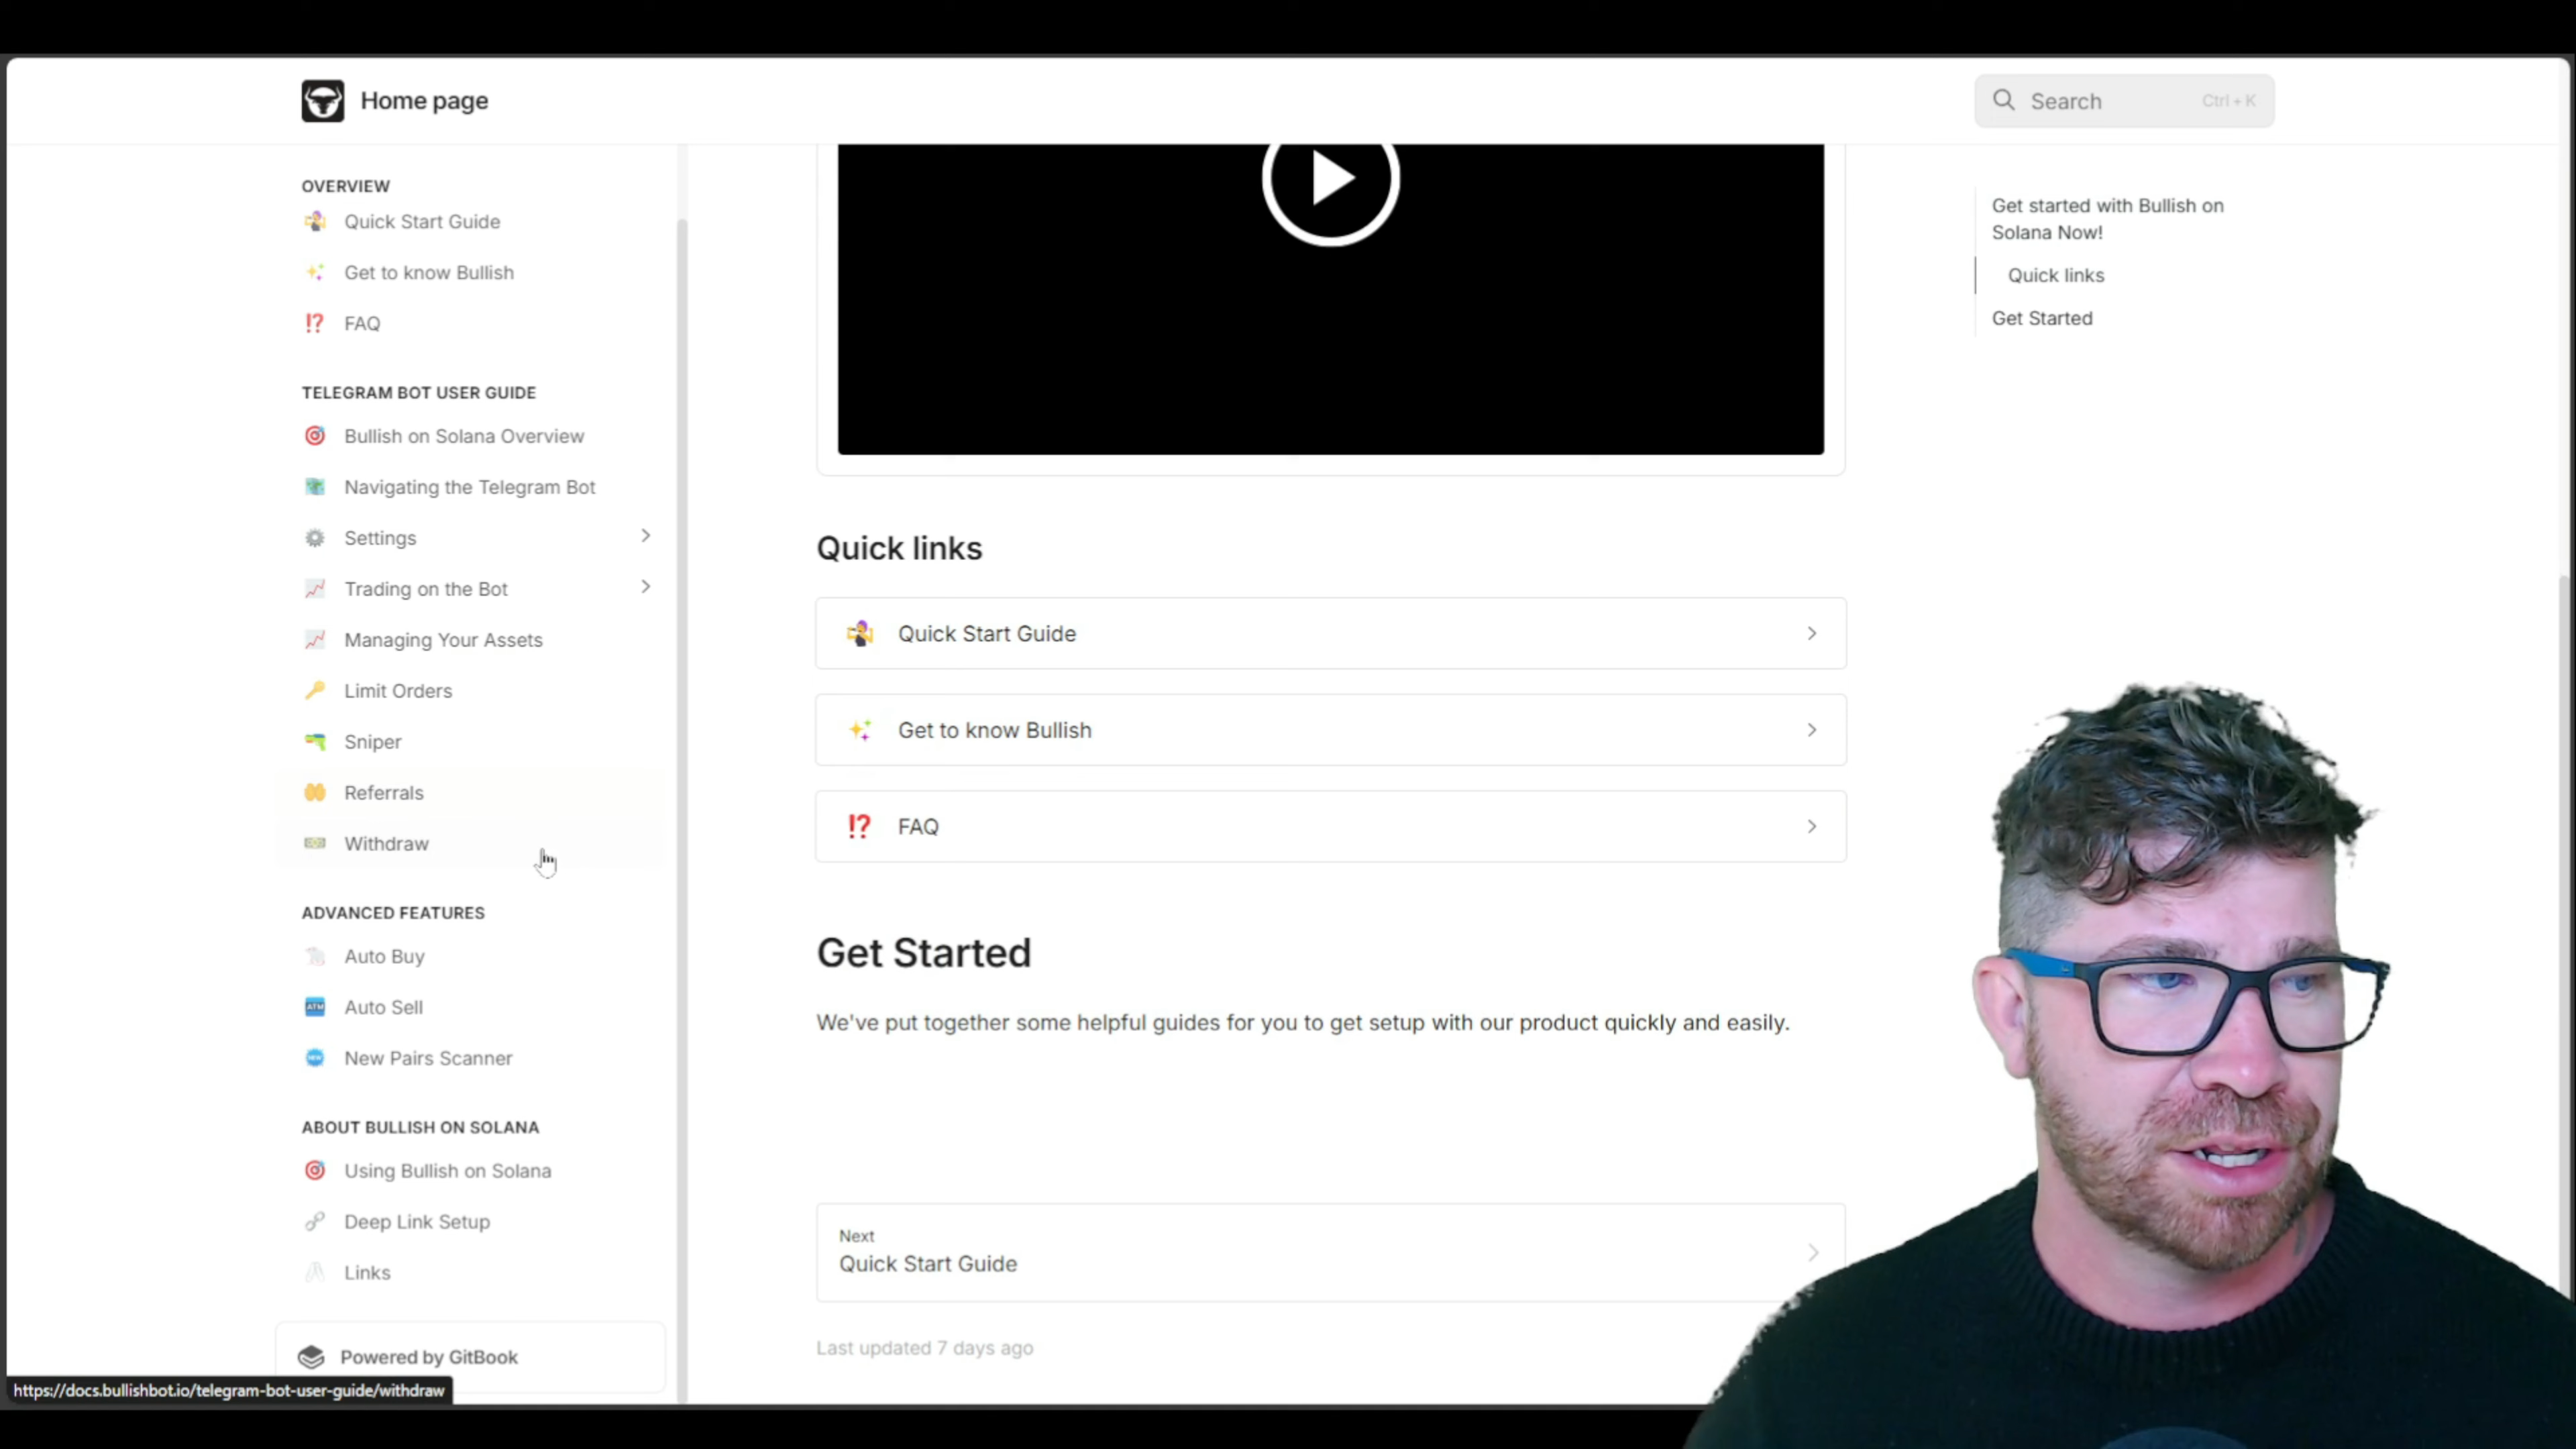 Home page
Search
Ctrl + K
OVERVIEW
Quick Start Guide
Get to know Bullish
FAQ
TELEGRAM BOT USER GUIDE
Bullish on Solana Overview
Navigating the Telegram Bot
Settings
Trading on the Bot
Managing Your Assets
Limit Orders
Sniper
Referrals
Withdraw
ADVANCED FEATURES
Auto Buy
ATM
Auto Sell
NEW
New Pairs Scanner
ABOUT BULLISH ON SOLANA
Using Bullish on Solana
Deep Link Setup
Links
Powered by GitBook
https://docs.bullishbot.io/telegram-bot-user-guide/withdraw
Quick links
Quick Start Guide
Get to know Bullish
⁉ FAQ
Get Started
We've put together some helpful guides for you to get setup with our product quickly and easily.
Next
Quick Start Guide
Last updated 7 days ago
Get started with Bullish on
Solana Now!
Quick links
Get Started